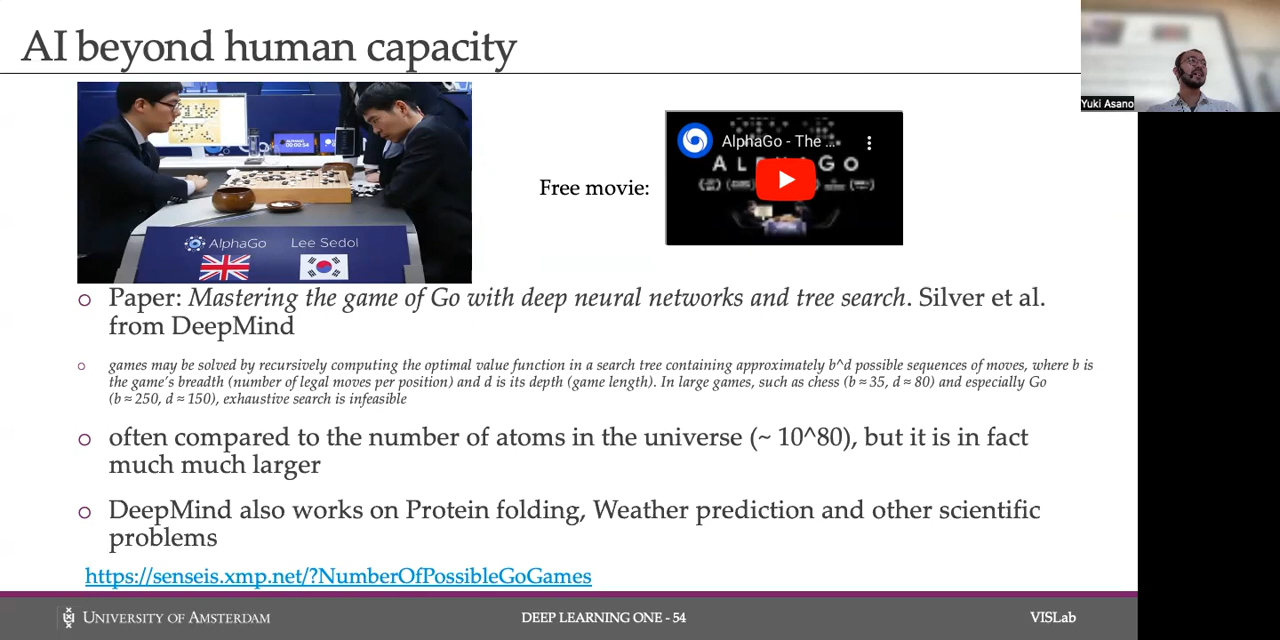 AI beyond human capacity
Yuki Asano
AlphaGo
Lee Sedol
Free movie:
AlphaGo - The ...
ALPHAGO
Paper: Mastering the game of Go with deep neural networks and tree search. Silver et al.
from DeepMind
games may be solved by recursively computing the optimal value function in a search tree containing approximately b^d possible sequences of moves, where b is
the game's breadth (number of legal moves per position) and d is its depth (game length). In large games, such as chess (b ≈ 35, d ≈ 80) and especially Go
(b ≈ 250, d ≈ 150), exhaustive search is infeasible
often compared to the number of atoms in the universe (~ 10^80), but it is in fact
much much larger
DeepMind also works on Protein folding, Weather prediction and other scientific
problems
https://senseis.xmp.net/?NumberOfPossibleGoGames
UNIVERSITY OF AMSTERDAM
DEEP LEARNING ONE - 54
VISLab